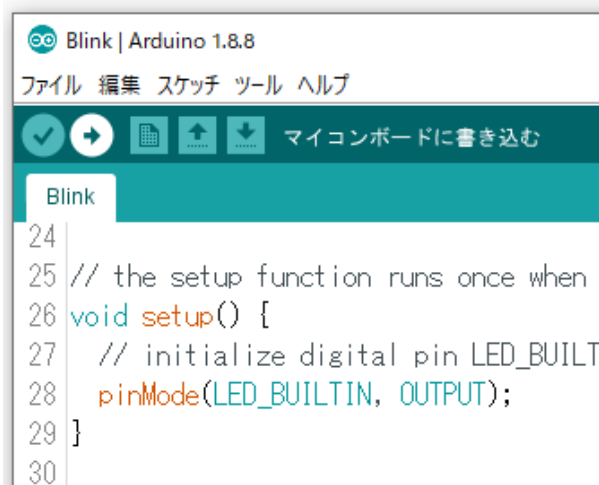 Blink | Arduino 1.8.8
ファイル 編集 スケッチ ツール ヘルプ
マイコンボードに書き込む
Blink
24
25 // the setup function runs once when
26 void setup() {
27 // initialize digital pin LED_BUILT
28 pinMode(LED_BUILTIN, OUTPUT);
29 }
30